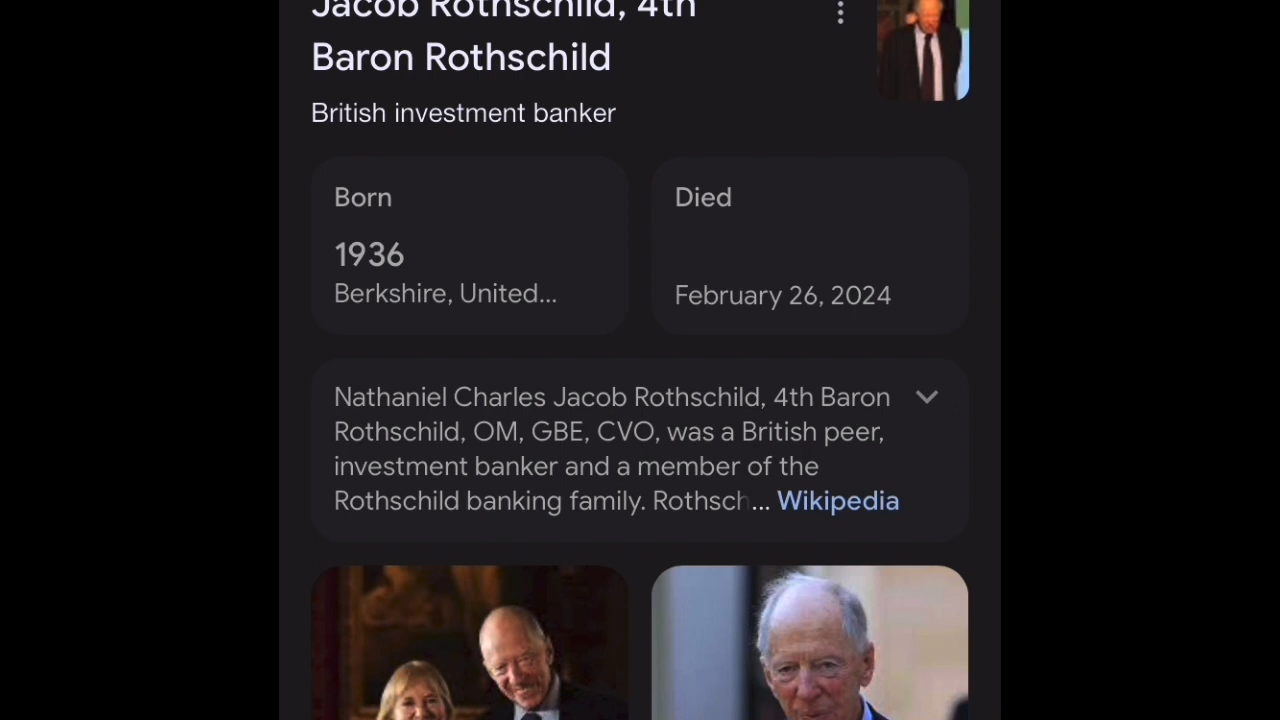 Jacob Rothschild, 4th
Baron Rothschild
British investment banker
Born
Died
1936
Berkshire, United...
February 26, 2024
Nathaniel Charles Jacob Rothschild, 4th Baron
Rothschild, OM, GBE, CVO, was a British peer,
investment banker and a member of the
Rothschild banking family. Rothsch... Wikipedia